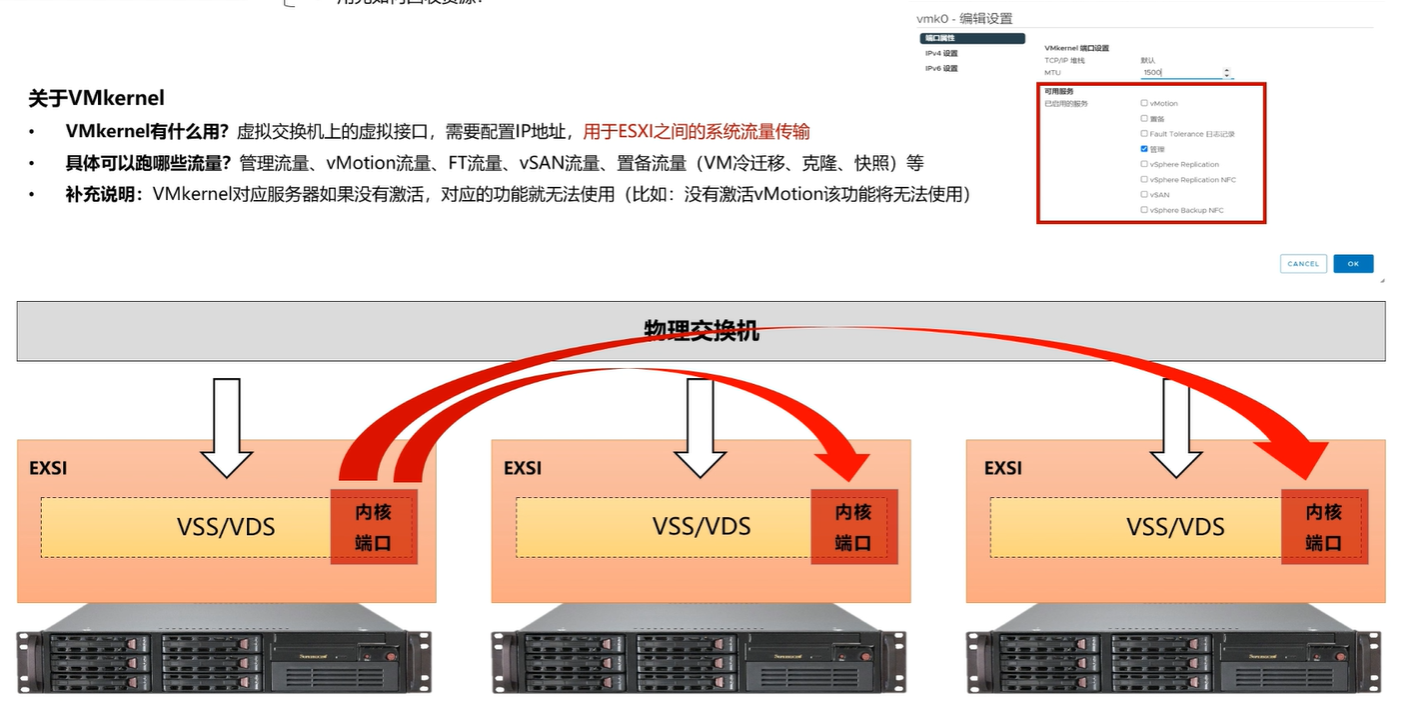 用完如何回收资源？
vmk0 - 编辑设置
端口属性
IPv4 设置
IPv6 设置
VMkernel 端口设置
TCP/IP 堆栈 默认
MTU 1500
可用服务
已启用的服务
vMotion
置备
Fault Tolerance 日志记录
管理
vSphere Replication
vSphere Replication NFC
vSAN
vSphere Backup NFC
CANCEL OK
关于VMkernel
• VMkernel有什么用？虚拟交换机上的虚拟接口，需要配置IP地址，用于ESXI之间的系统流量传输
• 具体可以跑哪些流量？管理流量、vMotion流量、FT流量、vSAN流量、置备流量（VM冷迁移、克隆、快照）等
• 补充说明：VMkernel对应服务器如果没有激活，对应的功能就无法使用（比如：没有激活vMotion该功能将无法使用）
物理交换机
EXSI
VSS/VDS
内核
端口
EXSI
VSS/VDS
内核
端口
EXSI
VSS/VDS
内核
端口